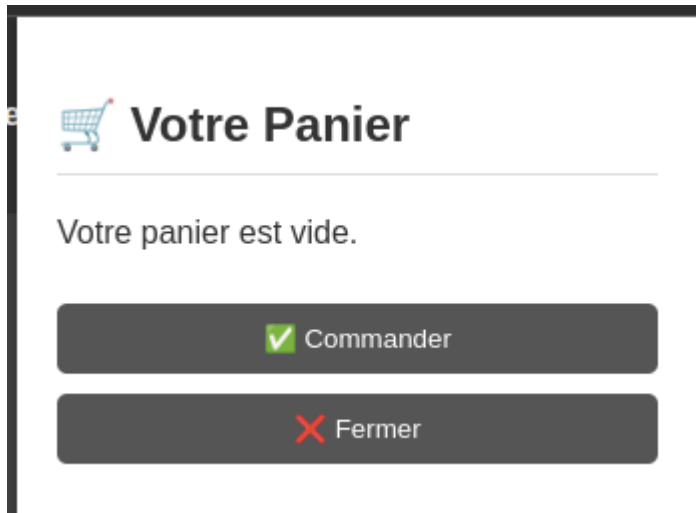 🛒 Votre Panier
Votre panier est vide.
✅ Commander
❌ Fermer